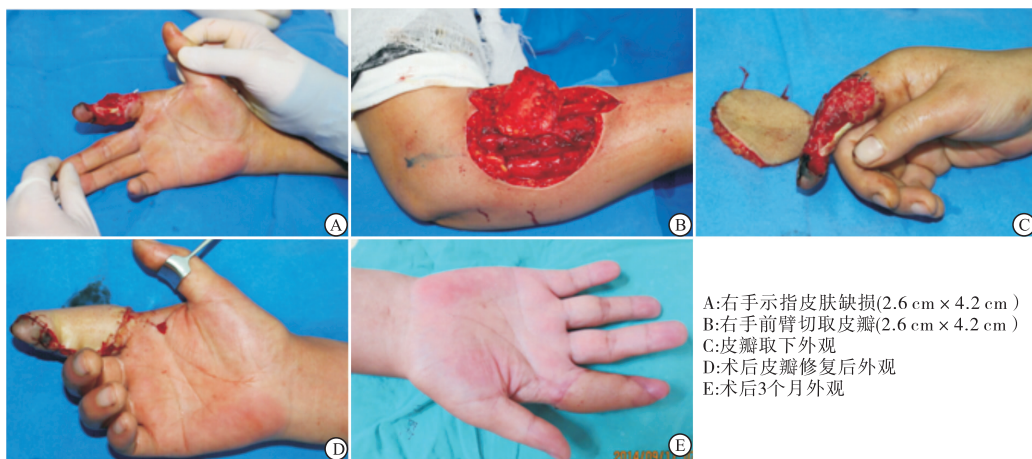 A
B
C
D
E
A:右手示指皮肤缺损(2.6 cm × 4.2 cm )
B:右手前臂切取皮瓣(2.6 cm × 4.2 cm )
C:皮瓣取下外观
D:术后皮瓣修复后外观
E:术后3个月外观